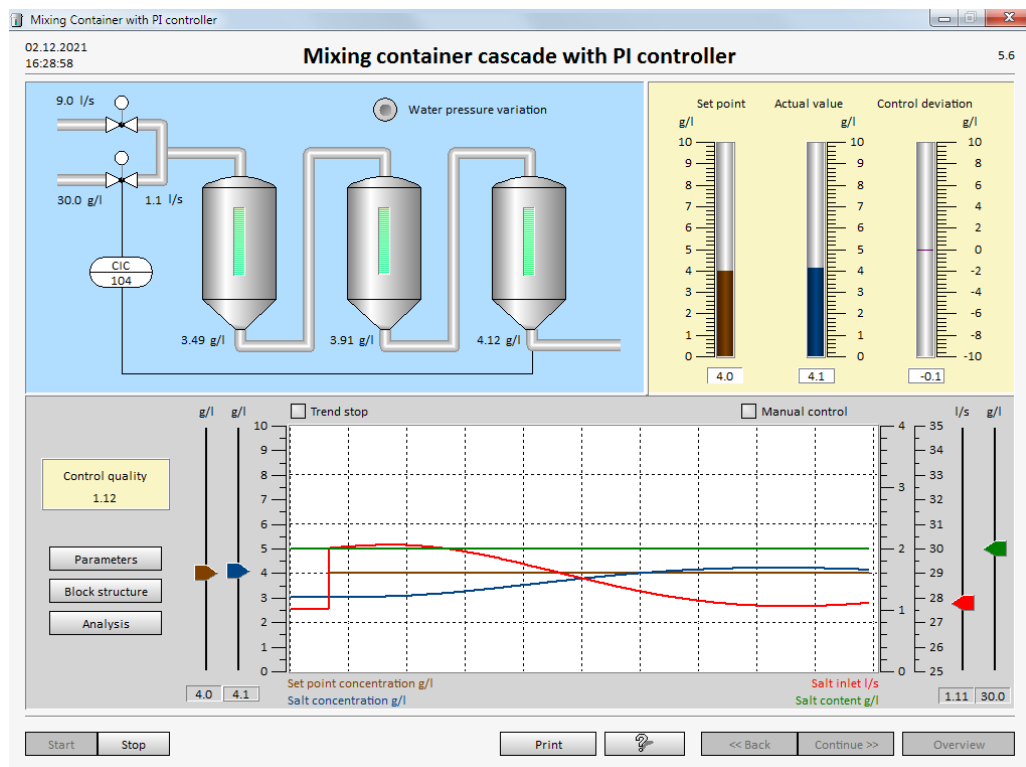 Mixing Container with PI controller
02.12.2021
16:28:58
Mixing container cascade with PI controller
5.6
9.0 l/s
Water pressure variation
30.0 g/l 1.1 l/s
CIC
104
3.49 g/l 3.91 g/l 4.12 g/l
Set point Actual value Control deviation
g/l g/l g/l
10 10 10
9 8
8 8 6
7 4
6 6 2
5 0
4 4 -2
3 3 -4
2 2 -6
1 1 -8
0 0 -10
4.0 4.1 -0.1
g/l g/l Trend stop Manual control l/s g/l
10 4 35
9 34
Control quality
1.12
8 3 33
7 32
6 31
5 2 30
4 29
3 1 28
2 27
1 26
0 0 25
Parameters
Block structure
Analysis
4.0 4.1
Set point concentration g/l
Salt concentration g/l
Salt inlet l/s
Salt content g/l
1.11 30.0
Start Stop Print << Back Continue >> Overview